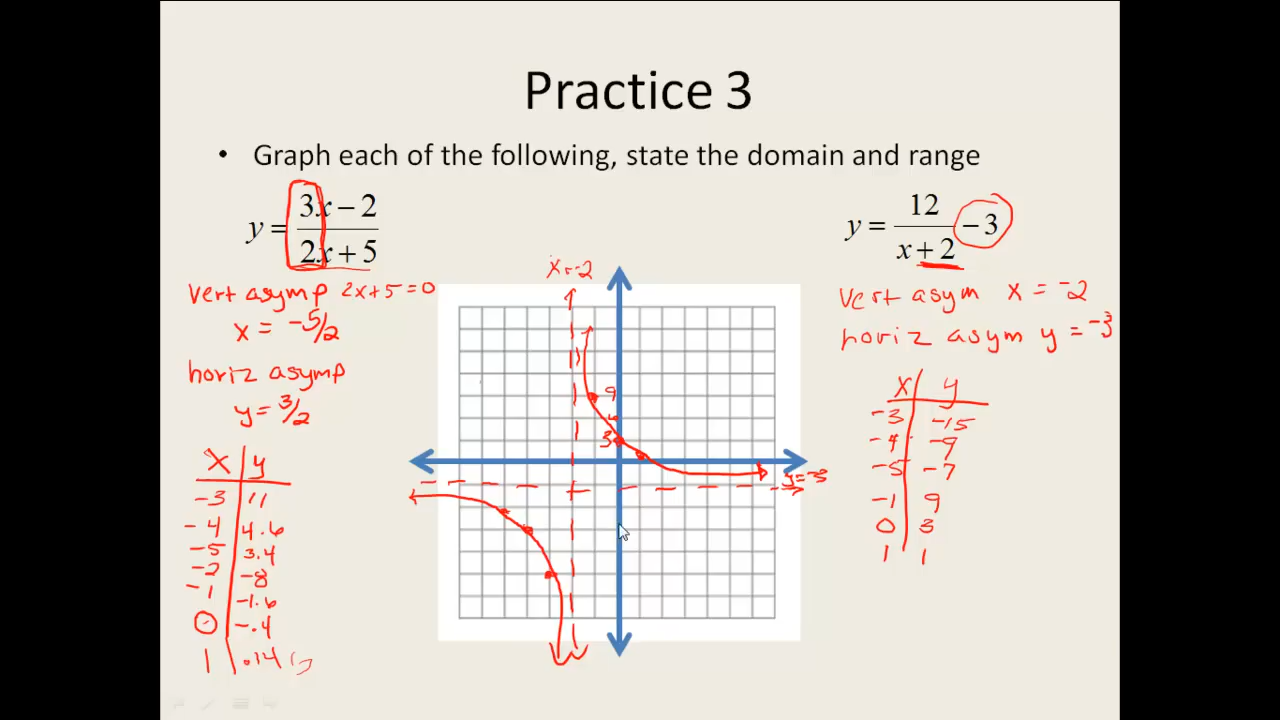 Practice 3
• Graph each of the following, state the domain and range
y = (3x − 2)/(2x + 5)
vert asymp 2x+5=0
x = -5/2
horiz asymp
y = 3/2
x | y
-3 | 11
-4 | 4.6
-5 | 3.4
-2 | -8
-1 | -1.6
0 | -.4
1 | .14
x=-2
9
3
y=-3
y = 12/(x + 2) − 3
vert asym x = -2
horiz asym y = -3
x | y
-3 | -15
-4 | -9
-5 | -7
-1 | 9
0 | 3
1 | 1